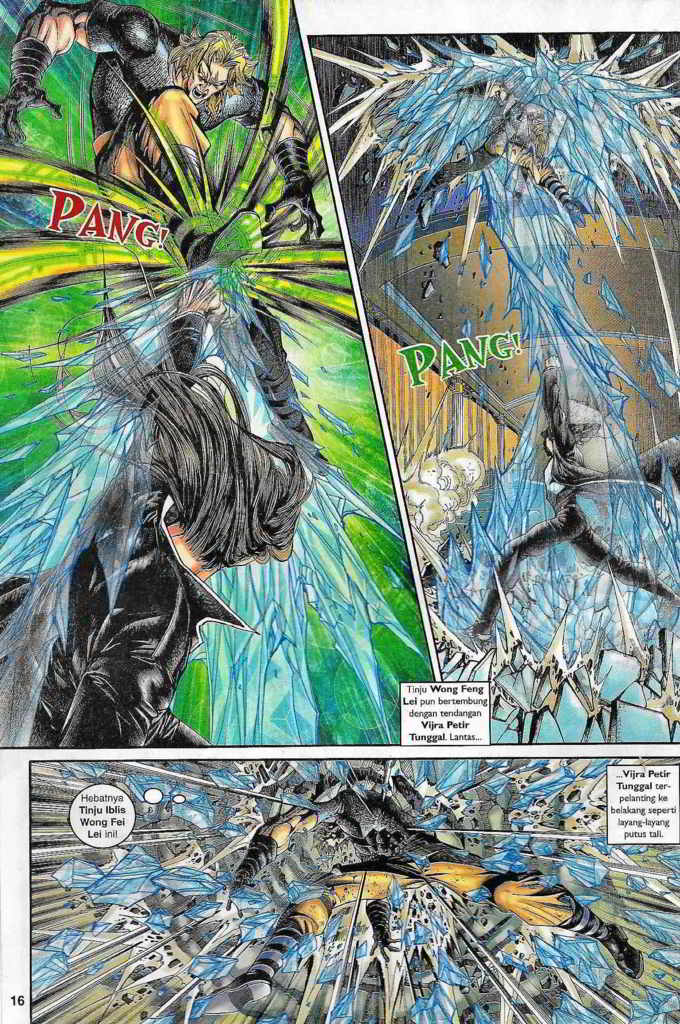 PANG!
PANG!
Tinju Wong Feng
Lei pun bertembung
dengan tendangan
Vijra Petir
Tunggal. Lantas...
Hebatnya
Tinju Iblis
Wong Fei
Lei ini!
...Vijra Petir
Tunggal ter-
pelanting ke
belakang seperti
layang-layang
putus tali.
16